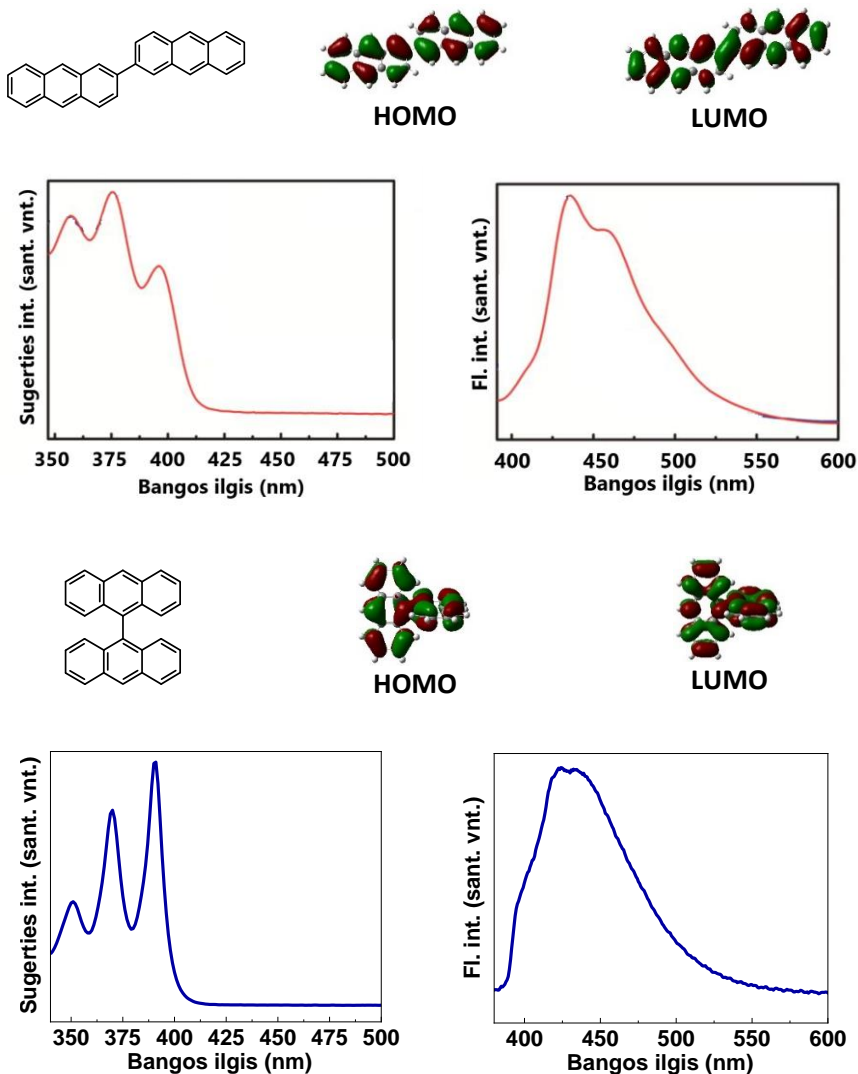 HOMO
LUMO
Sugerties int. (sant. vnt.)
350 375 400 425 450 475 500
Bangos ilgis (nm)
Fl. int. (sant. vnt.)
400 450 500 550 600
Bangos ilgis (nm)
HOMO
LUMO
Sugerties int. (sant. vnt.)
350 375 400 425 450 475 500
Bangos ilgis (nm)
Fl. int. (sant. vnt.)
400 450 500 550 600
Bangos ilgis (nm)